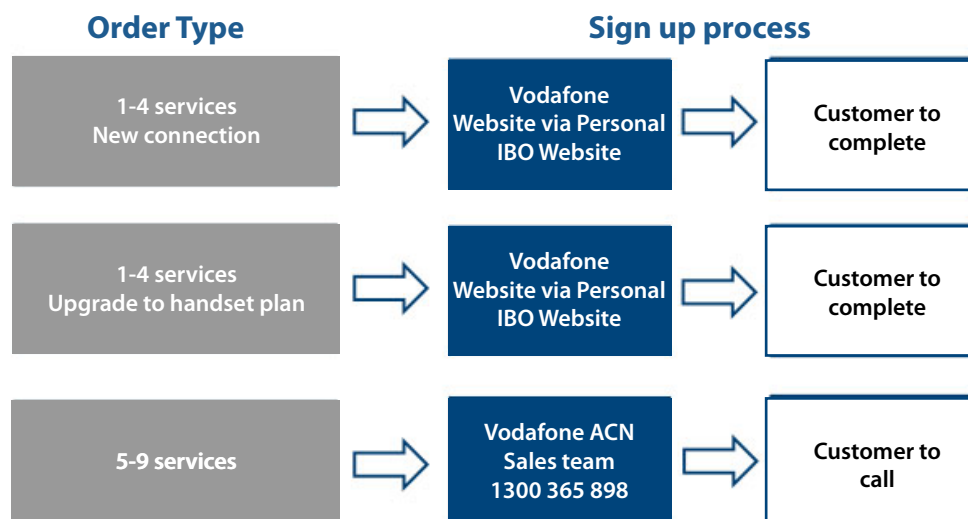 Order Type
Sign up process
1-4 services
New connection
Vodafone
Website via Personal
IBO Website
Customer to
complete
1-4 services
Upgrade to handset plan
Vodafone
Website via Personal
IBO Website
Customer to
complete
5-9 services
Vodafone ACN
Sales team
1300 365 898
Customer to
call